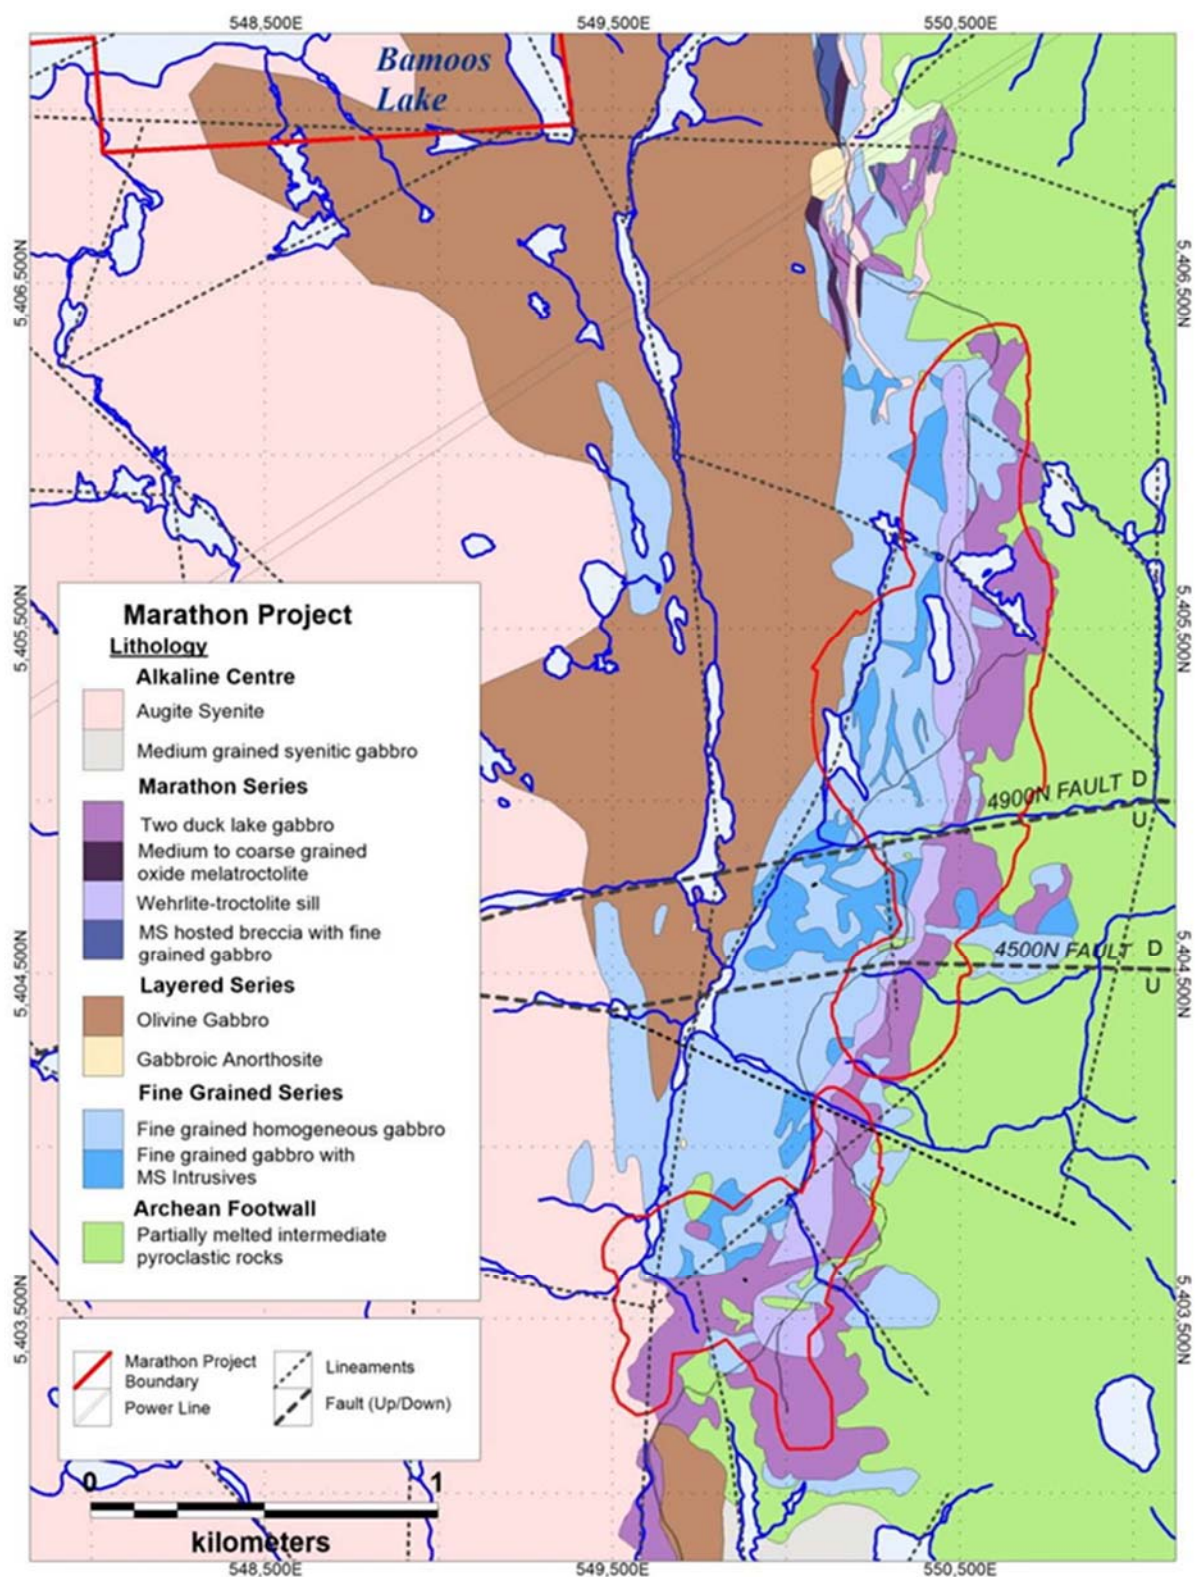 548,500E 549,500E 550,500E
Bamoos
Lake
5,406,500N
5,406,500N
5,405,500N
5,405,500N
Marathon Project
Lithology
Alkaline Centre
Augite Syenite
Medium grained syenitic gabbro
Marathon Series
Two duck lake gabbro
Medium to coarse grained
oxide melatroctolite
Wehrlite-troctolite sill
MS hosted breccia with fine
grained gabbro
Layered Series
Olivine Gabbro
Gabbroic Anorthosite
Fine Grained Series
Fine grained homogeneous gabbro
Fine grained gabbro with
MS Intrusives
Archean Footwall
Partially melted intermediate
pyroclastic rocks
4900N FAULT D
U
4500N FAULT D
U
5,404,500N
5,404,500N
5,403,500N
5,403,500N
Marathon Project
Boundary
Power Line
Lineaments
Fault (Up/Down)
0 1
kilometers
548,500E 549,500E 550,500E